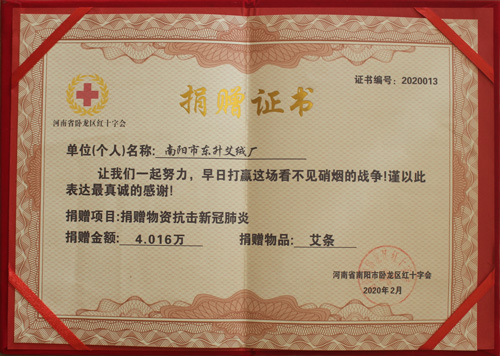 证书编号：2020013
捐赠证书
河南省卧龙区红十字会
单位(个人)名称：南阳市东升艾绒厂
让我们一起努力，早日打赢这场看不见硝烟的战争!谨以此
表达最真诚的感谢!
捐赠项目:捐赠物资抗击新冠肺炎
捐赠金额：4.016万 捐赠物品：艾条
河南省南阳市卧龙区红十字会
2020年2月